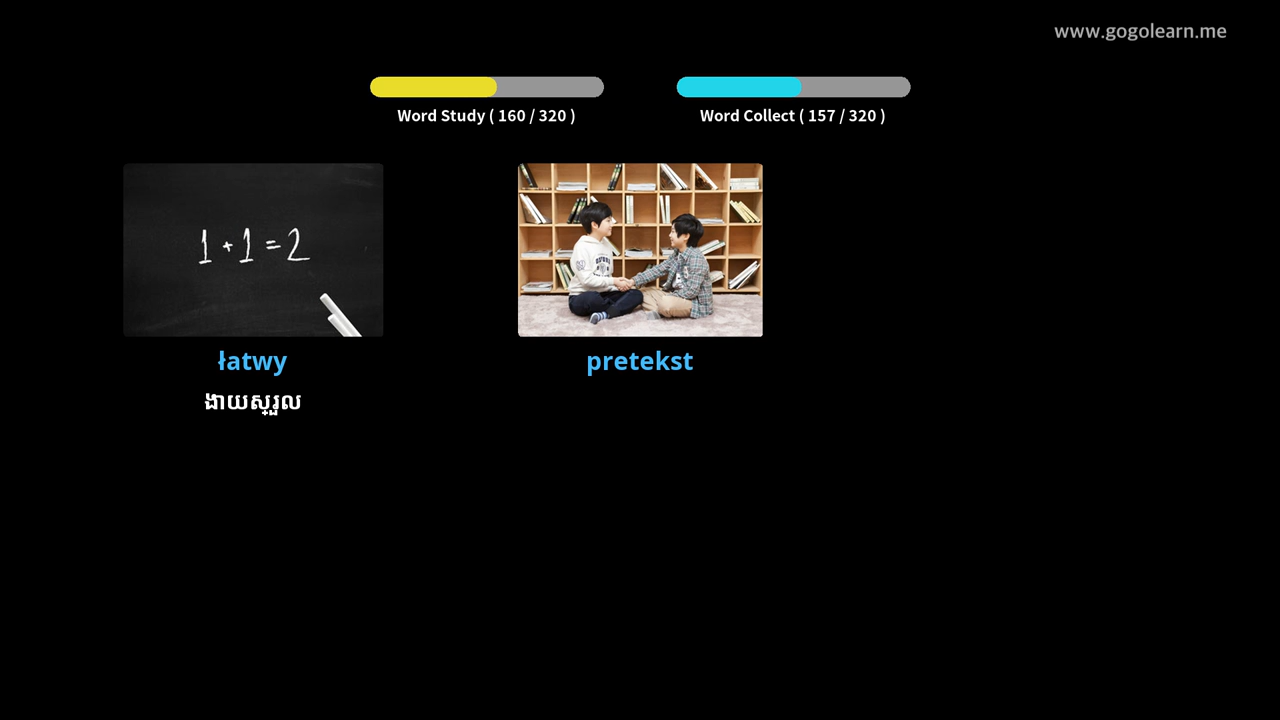 www.gogolearn.me
Word Study ( 160 / 320 )
Word Collect ( 157 / 320 )
1 + 1 = 2
łatwy
ងាយស្រួល
pretekst